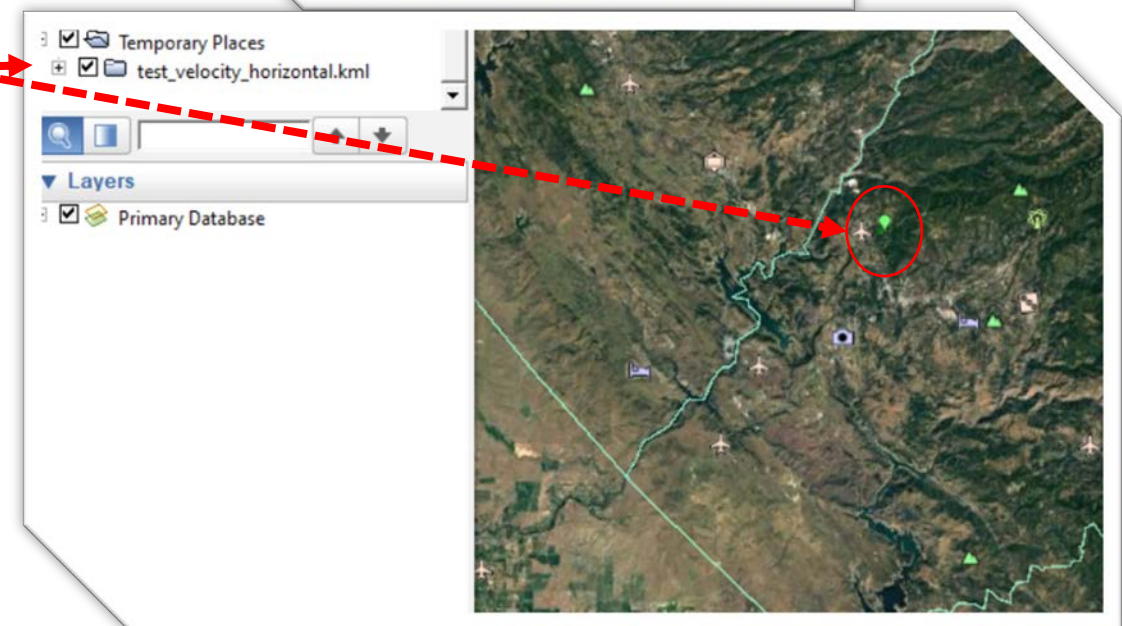 Temporary Places
test_velocity_horizontal.kml
Layers
Primary Database